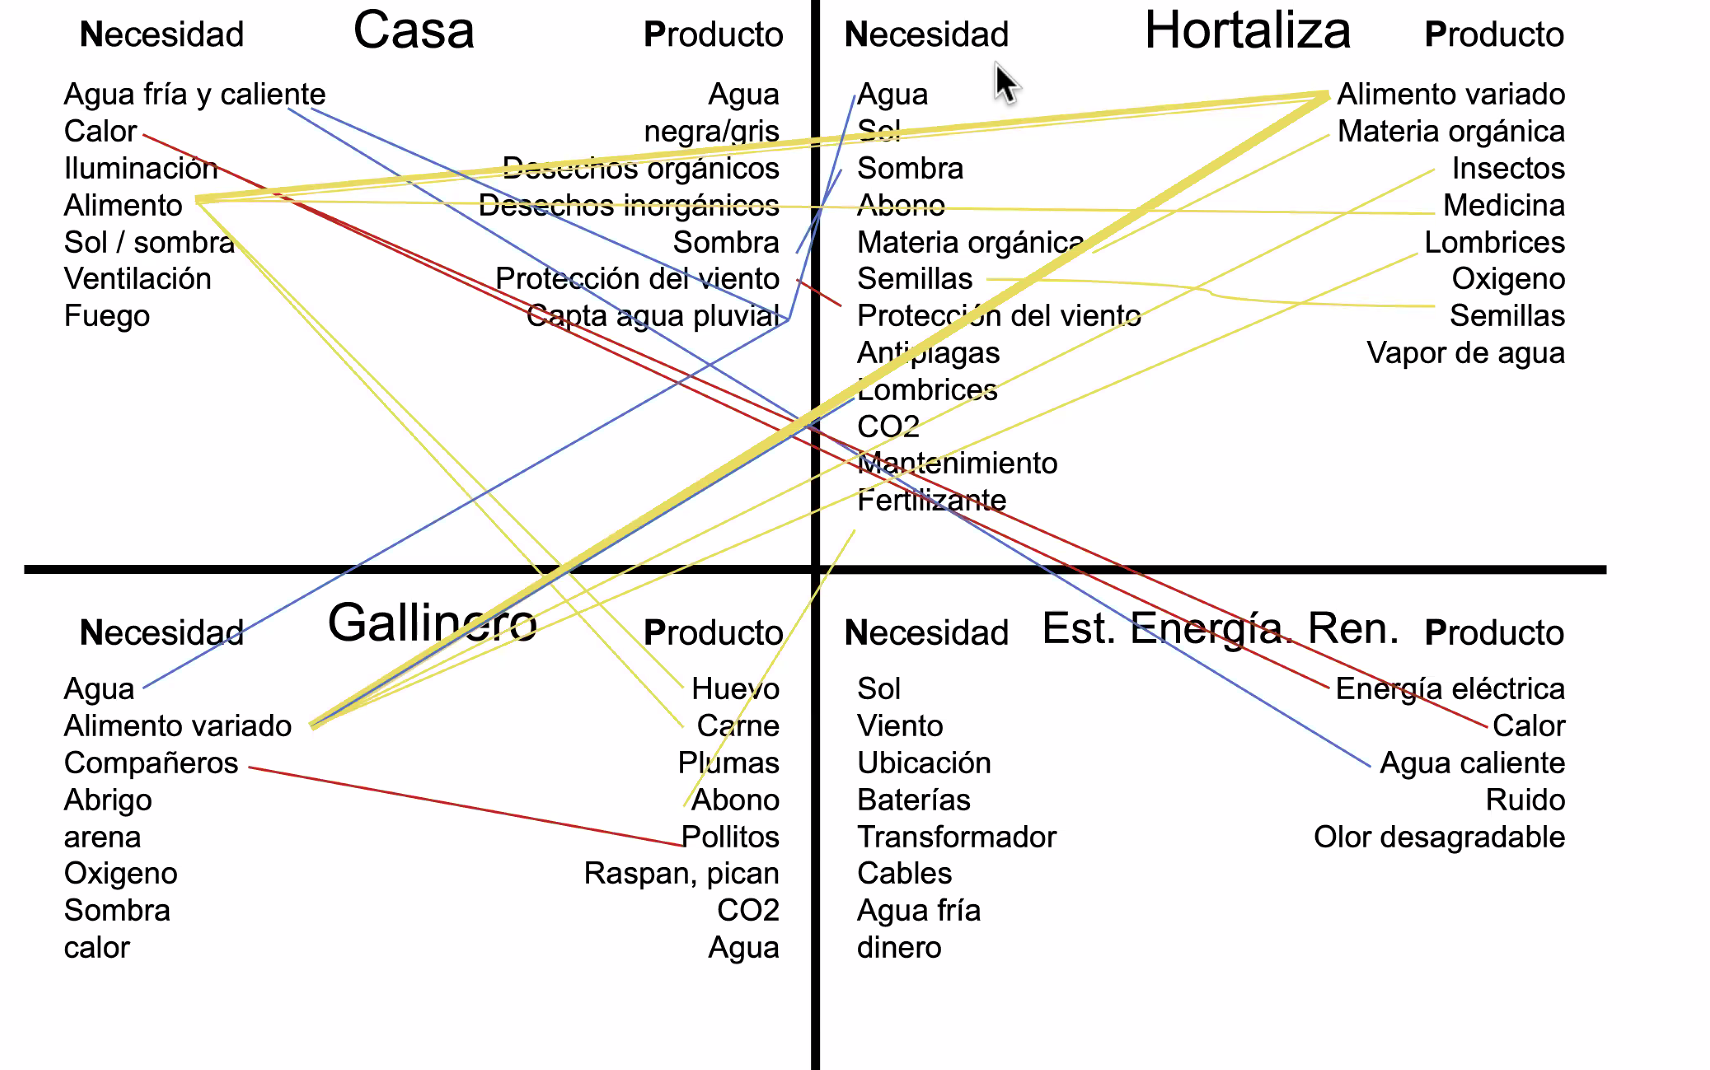 Necesidad Casa Producto
Agua fría y caliente
Calor
Iluminación
Alimento
Sol / sombra
Ventilación
Fuego
Agua
negra/gris
Desechos orgánicos
Desechos inorgánicos
Sombra
Protección del viento
Capta agua pluvial
Necesidad Hortaliza Producto
Agua
Sol
Sombra
Abono
Materia orgánica
Semillas
Protección del viento
Antiplagas
Lombrices
CO2
Mantenimiento
Fertilizante
Alimento variado
Materia orgánica
Insectos
Medicina
Lombrices
Oxigeno
Semillas
Vapor de agua
Necesidad Gallinero Producto
Agua
Alimento variado
Compañeros
Abrigo
arena
Oxigeno
Sombra
calor
Huevo
Carne
Plumas
Abono
Pollitos
Raspan, pican
CO2
Agua
Necesidad Est. Energía. Ren. Producto
Sol
Viento
Ubicación
Baterías
Transformador
Cables
Agua fría
dinero
Energía eléctrica
Calor
Agua caliente
Ruido
Olor desagradable